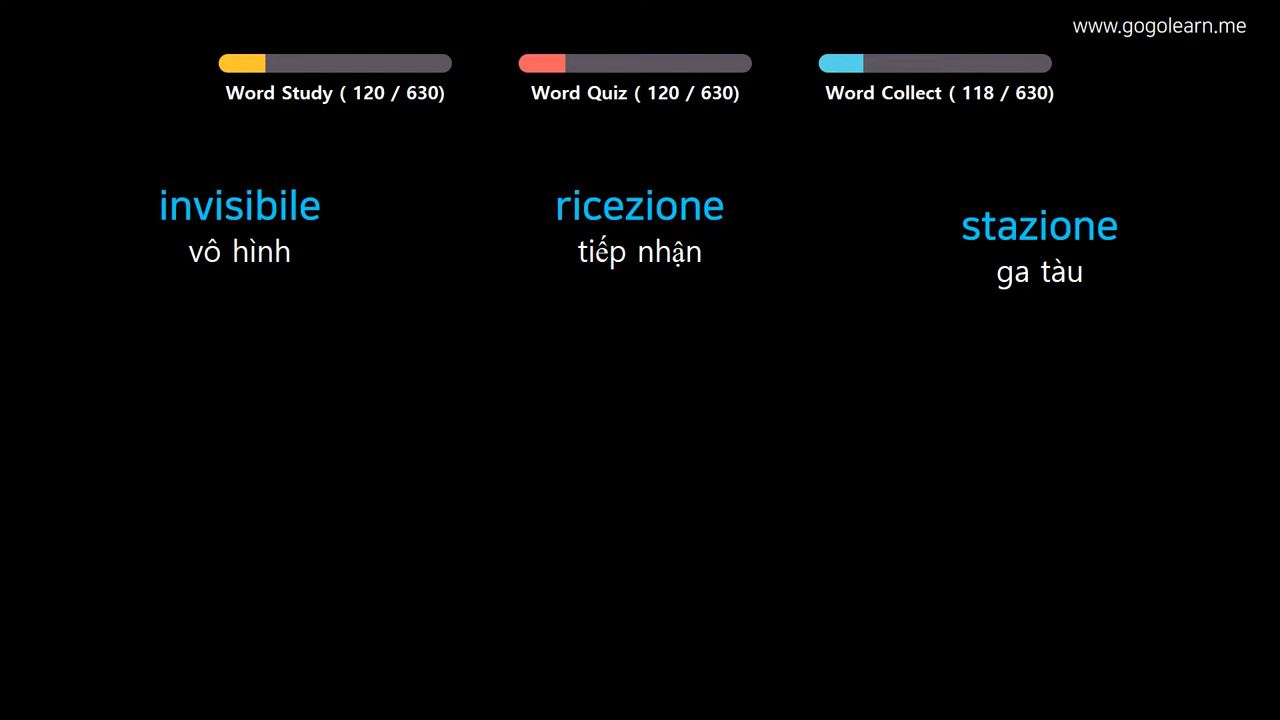 www.gogolearn.me
Word Study ( 120 / 630)
Word Quiz ( 120 / 630)
Word Collect ( 118 / 630)
invisibile
vô hình
ricezione
tiếp nhận
stazione
ga tàu